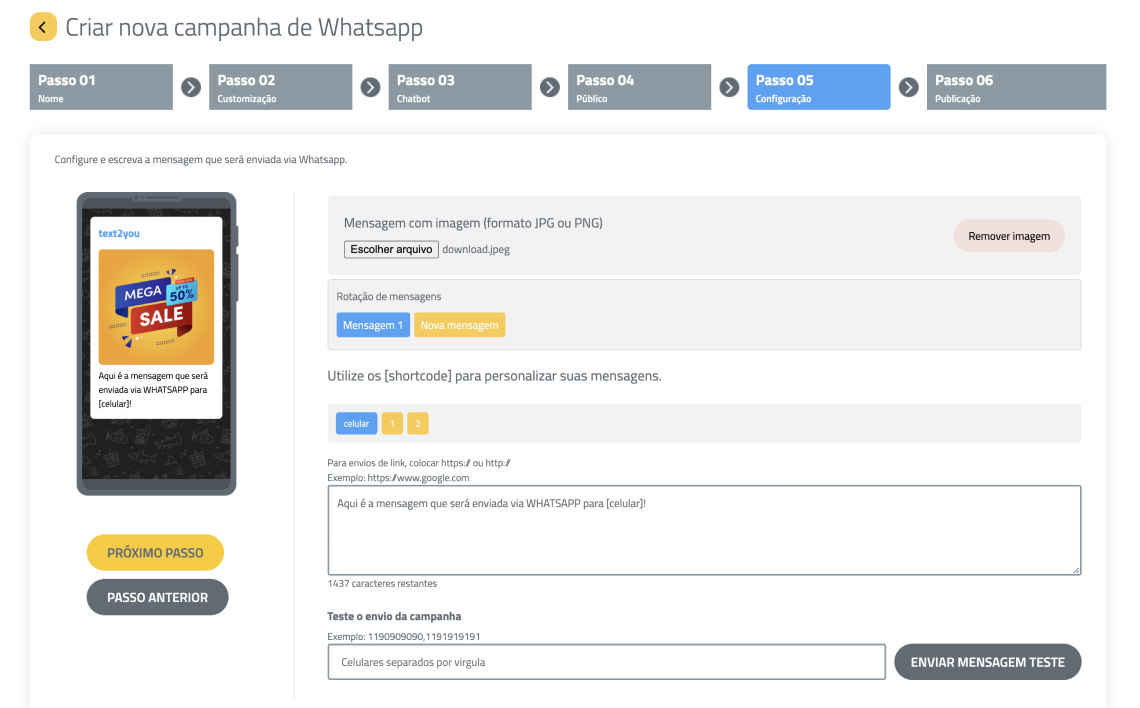 Criar nova campanha de Whatsapp
Passo 01
Nome
Passo 02
Customização
Passo 03
Chatbot
Passo 04
Público
Passo 05
Configuração
Passo 06
Publicação
Configure e escreva a mensagem que será enviada via Whatsapp.
text2you
MEGA
UP TO
50%
SALE
Aqui é a mensagem que será
enviada via WHATSAPP para
[celular]!
PRÓXIMO PASSO
PASSO ANTERIOR
Mensagem com imagem (formato JPG ou PNG)
Escolher arquivo download.jpeg
Remover imagem
Rotação de mensagens
Mensagem 1 Nova mensagem
Utilize os [shortcode] para personalizar suas mensagens.
celular 1 2
Para envios de link, colocar https:// ou http://
Exemplo: https://www.google.com
Aqui é a mensagem que será enviada via WHATSAPP para [celular]!
1437 caracteres restantes
Teste o envio da campanha
Exemplo: 1190909090,1191919191
Celulares separados por virgula
ENVIAR MENSAGEM TESTE